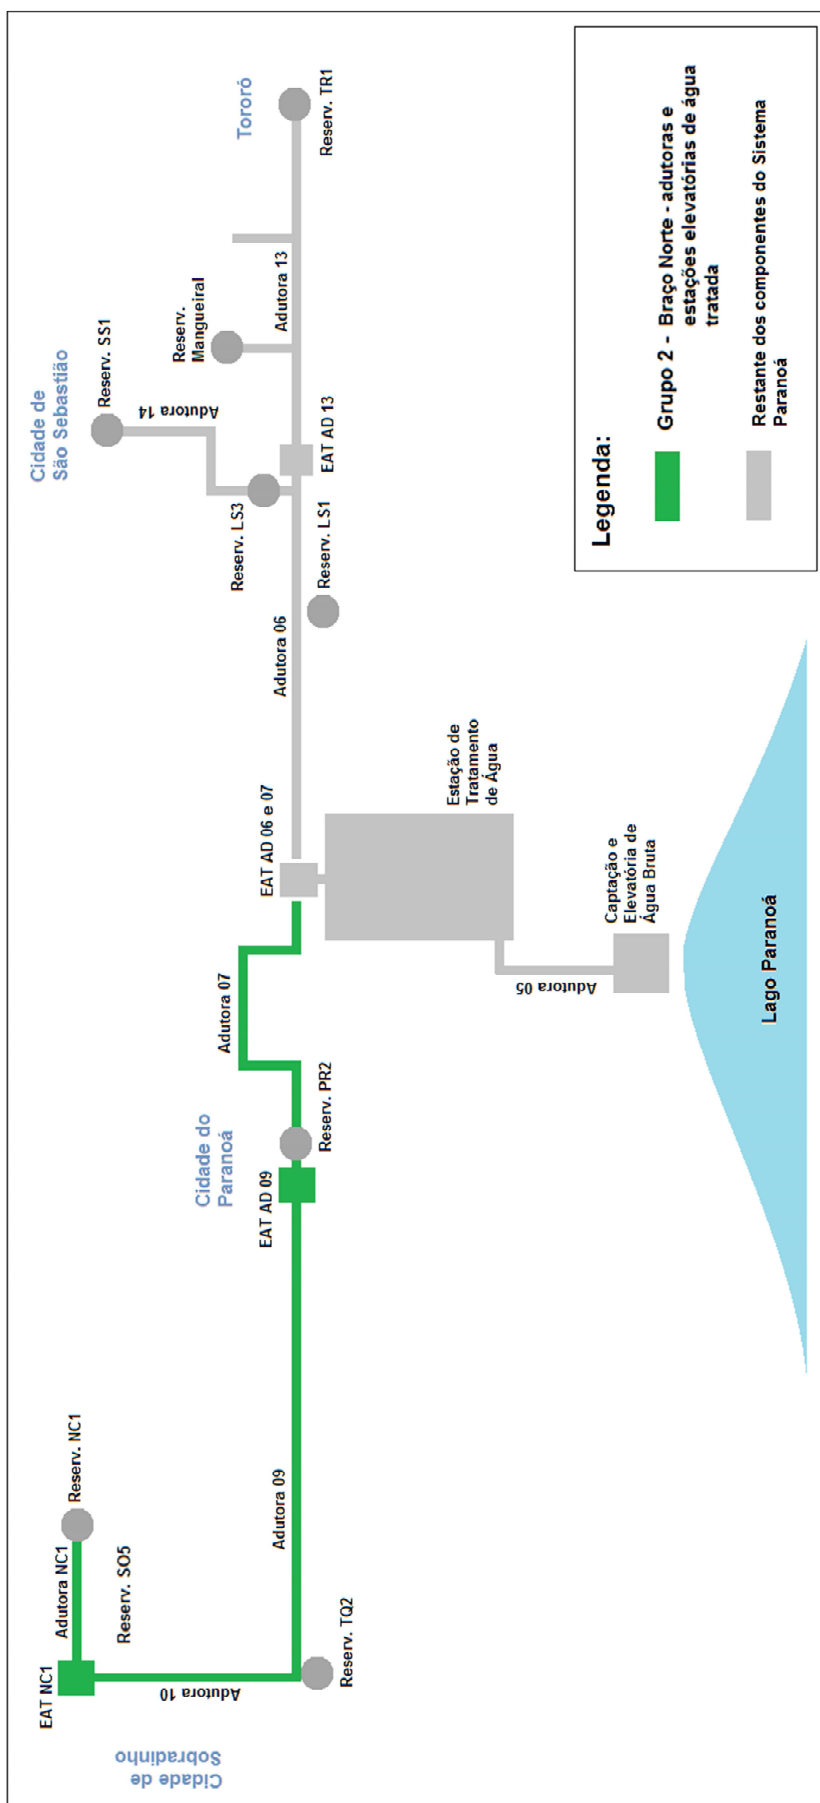 Cidade de
Sobradinho
EAT NC1
Adutora NC1
Reserv. NC1
Reserv. SO5
Adutora 10
Reserv. TQ2
Adutora 09
Cidade do
Paranoá
EAT AD 09
Reserv. PR2
Adutora 07
EAT AD 06 e 07
Adutora 06
Reserv. LS1
Reserv. LS3
EAT AD 13
Adutora 14
Cidade de
São Sebastião
Reserv. SS1
Reserv.
Mangueiral
Adutora 13
Tororó
Reserv. TR1
Estação de
Tratamento
de Água
Adutora 05
Captação e
Elevatória de
Água Bruta
Lago Paranoá
Legenda:
Grupo 2 - Braço Norte - adutoras e
estações elevatórias de água
tratada
Restante dos componentes do Sistema
Paranoá